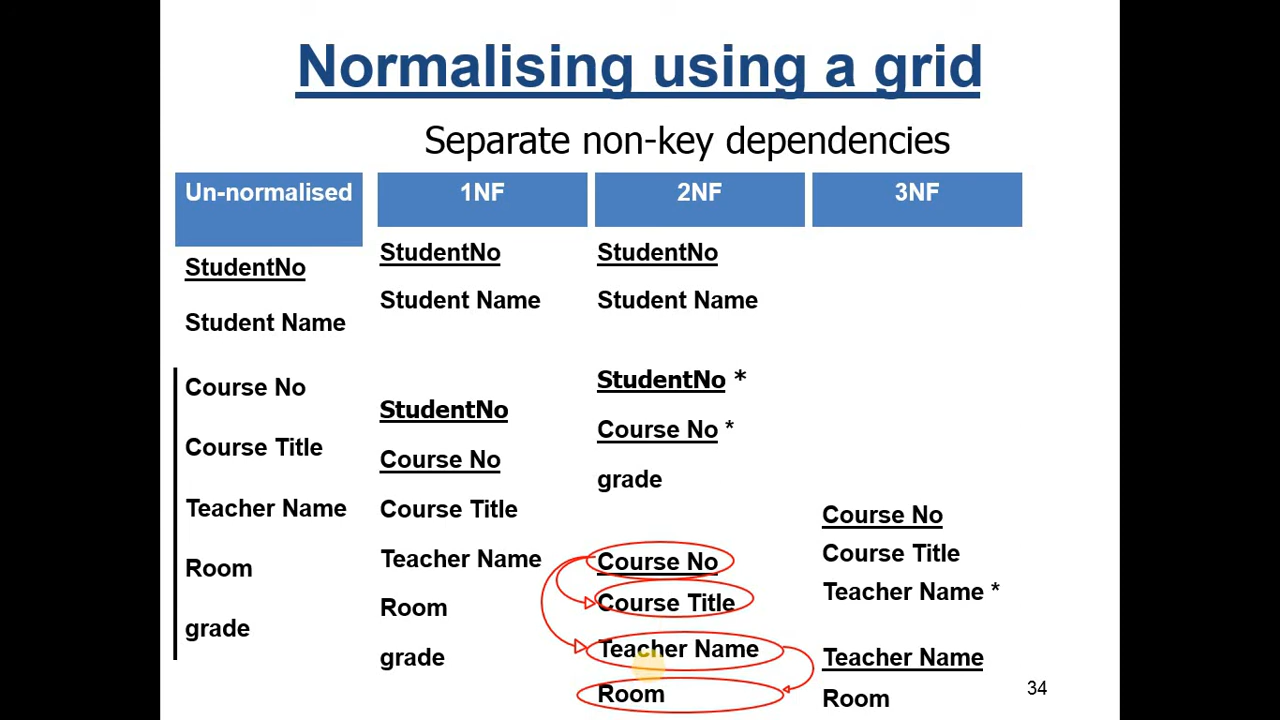 Normalising using a grid
Separate non-key dependencies
Un-normalised
StudentNo
Student Name
Course No
Course Title
Teacher Name
Room
grade
1NF
StudentNo
Student Name
StudentNo
Course No
Course Title
Teacher Name
Room
grade
2NF
StudentNo
Student Name
StudentNo *
Course No *
grade
Course No
Course Title
Teacher Name
Room
3NF
Course No
Course Title
Teacher Name *
Teacher Name
Room
34